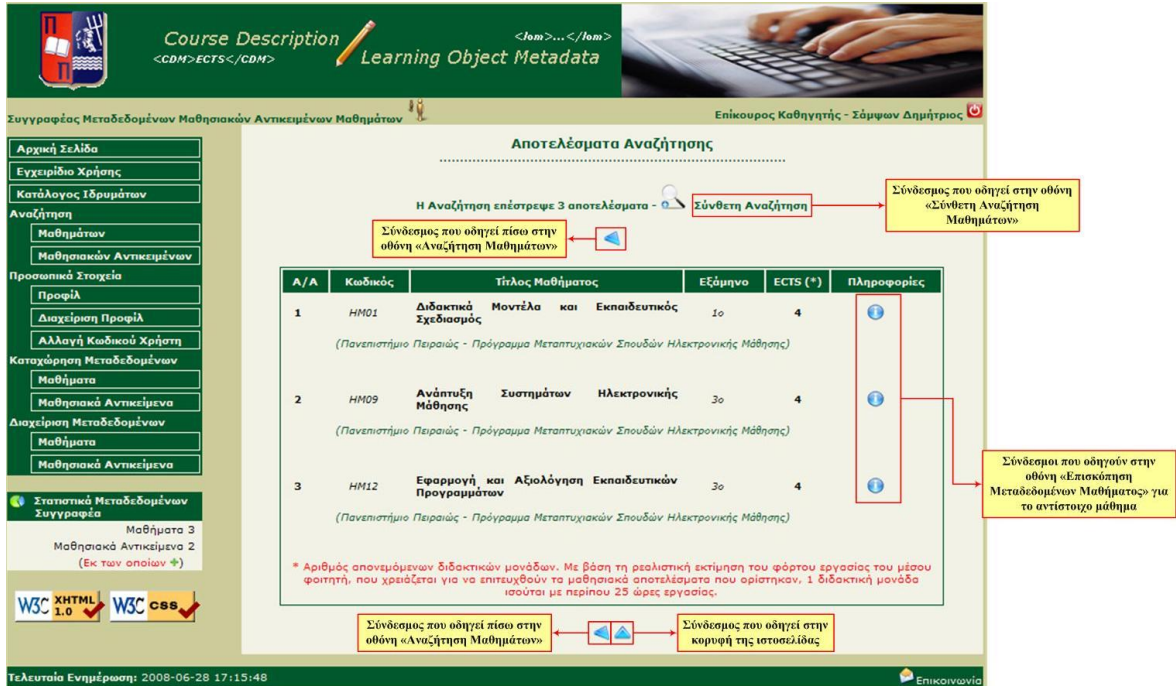 Course Description
<CDM>ECTS</CDM>
<lom>...</lom>
Learning Object Metadata
Συγγραφέας Μεταδεδομένων Μαθησιακών Αντικειμένων Μαθημάτων
Επίκουρος Καθηγητής - Σάμψων Δημήτριος
Αρχική Σελίδα
Εγχειρίδιο Χρήσης
Κατάλογος Ιδρυμάτων
Αναζήτηση
Μαθημάτων
Μαθησιακών Αντικειμένων
Προσωπικά Στοιχεία
Προφίλ
Διαχείριση Προφίλ
Αλλαγή Κωδικού Χρήστη
Καταχώρηση Μεταδεδομένων
Μαθήματα
Μαθησιακά Αντικείμενα
Διαχείριση Μεταδεδομένων
Μαθήματα
Μαθησιακά Αντικείμενα
Στατιστικά Μεταδεδομένων
Συγγραφέα
Μαθήματα 3
Μαθησιακά Αντικείμενα 2
(Εκ των οποίων +)
W3C XHTML 1.0
W3C css
Αποτελέσματα Αναζήτησης
Η Αναζήτηση επέστρεψε 3 αποτελέσματα - Σύνθετη Αναζήτηση
Σύνδεσμος που οδηγεί στην οθόνη
«Σύνθετη Αναζήτηση
Μαθημάτων»
Σύνδεσμος που οδηγεί πίσω στην
οθόνη «Αναζήτηση Μαθημάτων»
Α/Α Κωδικός Τίτλος Μαθήματος Εξάμηνο ECTS (*) Πληροφορίες
1 ΗΜ01 Διδακτικά Μοντέλα και Εκπαιδευτικός 1ο 4
Σχεδιασμός
(Πανεπιστήμιο Πειραιώς - Πρόγραμμα Μεταπτυχιακών Σπουδών Ηλεκτρονικής Μάθησης)
2 ΗΜ09 Ανάπτυξη Συστημάτων Ηλεκτρονικής 3ο 4
Μάθησης
(Πανεπιστήμιο Πειραιώς - Πρόγραμμα Μεταπτυχιακών Σπουδών Ηλεκτρονικής Μάθησης)
3 ΗΜ12 Εφαρμογή και Αξιολόγηση Εκπαιδευτικών 3ο 4
Προγραμμάτων
(Πανεπιστήμιο Πειραιώς - Πρόγραμμα Μεταπτυχιακών Σπουδών Ηλεκτρονικής Μάθησης)
Σύνδεσμοι που οδηγούν στην
οθόνη «Επισκόπηση
Μεταδεδομένων Μαθήματος» για
το αντίστοιχο μάθημα
* Αριθμός απονεμόμενων διδακτικών μονάδων. Με βάση τη ρεαλιστική εκτίμηση του φόρτου εργασίας του μέσου
φοιτητή, που χρειάζεται για να επιτευχθούν τα μαθησιακά αποτελέσματα που ορίστηκαν, 1 διδακτική μονάδα
ισούται με περίπου 25 ώρες εργασίας.
Σύνδεσμος που οδηγεί πίσω στην
οθόνη «Αναζήτηση Μαθημάτων»
Σύνδεσμος που οδηγεί στην
κορυφή της ιστοσελίδας
Τελευταία Ενημέρωση: 2008-06-28 17:15:48
Επικοινωνία